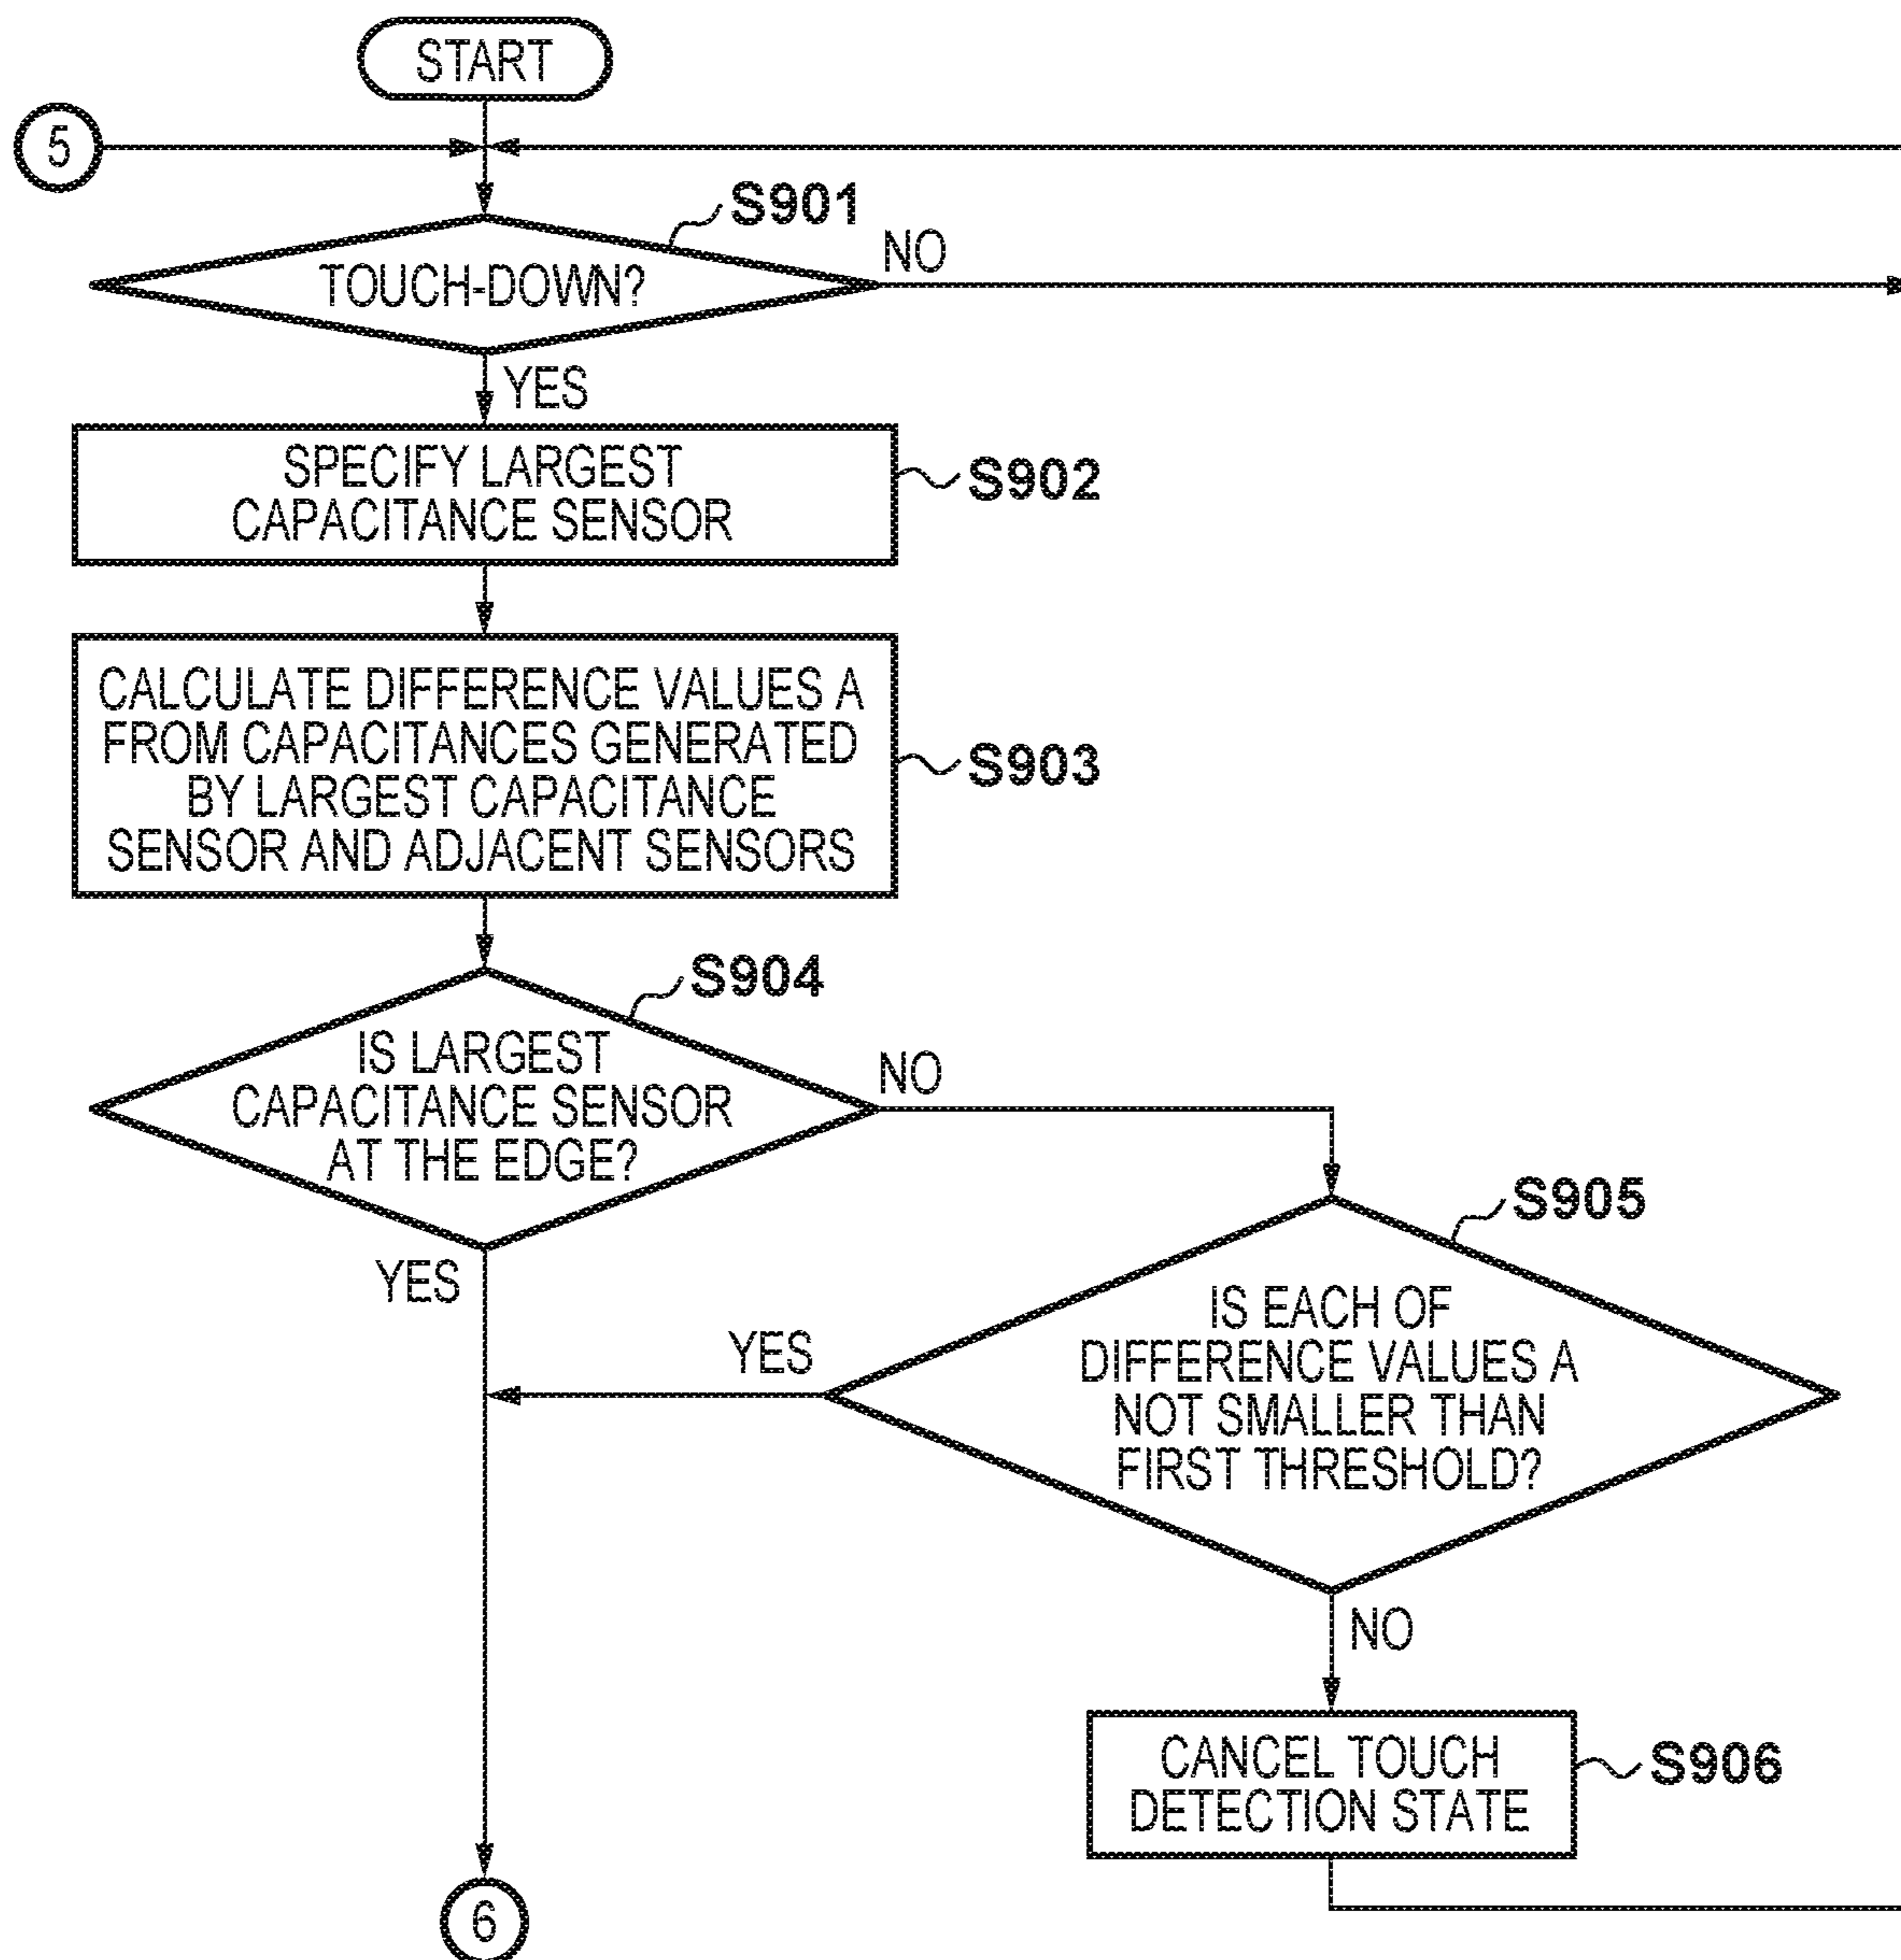 START
5
S901
TOUCH-DOWN?
NO
YES
SPECIFY LARGEST
CAPACITANCE SENSOR
S902
CALCULATE DIFFERENCE VALUES A
FROM CAPACITANCES GENERATED
BY LARGEST CAPACITANCE
SENSOR AND ADJACENT SENSORS
S903
S904
IS LARGEST
CAPACITANCE SENSOR
AT THE EDGE?
NO
YES
S905
IS EACH OF
DIFFERENCE VALUES A
NOT SMALLER THAN
FIRST THRESHOLD?
YES
NO
CANCEL TOUCH
DETECTION STATE
S906
6